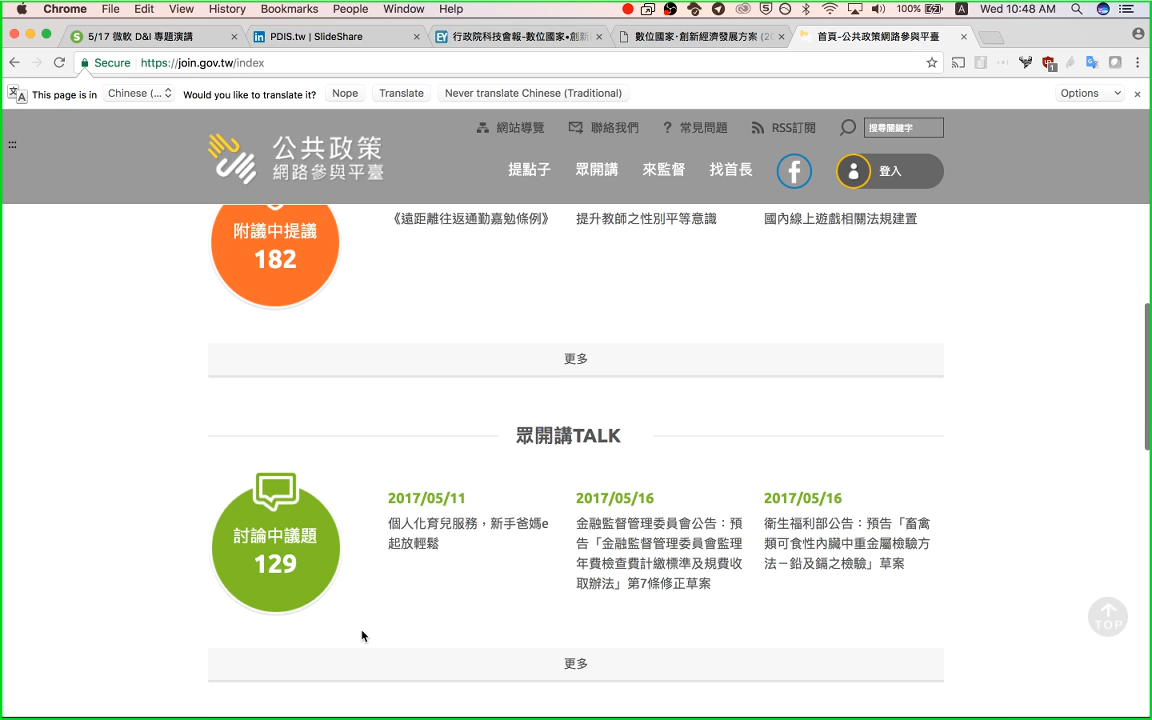 Chrome File Edit View History Bookmarks People Window Help 100% Wed 10:48 AM
5/17 微軟 D&I 專題演講
PDIS.tw | SlideShare
行政院科技會報-數位國家•創新
數位國家‧創新經濟發展方案 (20
首頁-公共政策網路參與平臺
Secure https://join.gov.tw/index
This page is in Chinese (... Would you like to translate it? Nope Translate Never translate Chinese (Traditional) Options
網站導覽 聯絡我們 ? 常見問題 RSS訂閱 搜尋關鍵字
公共政策
網路參與平臺
提點子 眾開講 來監督 找首長 登入
附議中提議
182
《遠距離往返通勤勉勵條例》 提升教師之性別平等意識 國內線上遊戲相關法規建置
更多
眾開講TALK
討論中議題
129
2017/05/11
個人化育兒服務，新手爸媽e
起放輕鬆
2017/05/16
金融監督管理委員會公告：預
告「金融監督管理委員會監理
年費檢查費計繳標準及規費收
取辦法」第7條修正草案
2017/05/16
衛生福利部公告：預告「畜禽
類可食性內臟中重金屬檢驗方
法－鉛及鎘之檢驗」草案
TOP
更多